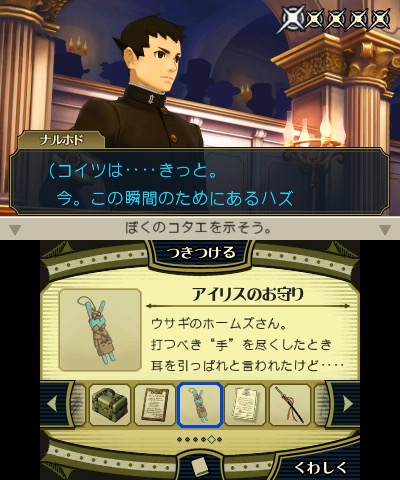 ナルホド
(コイツは‥‥きっと。
今。この瞬間のためにあるハズ
ぼくのコタエを示そう。
つきつける
アイリスのお守り
ウサギのホームズさん。
打つべき“手”を尽くしたとき
耳を引っぱれと言われたけど‥‥
くわしく